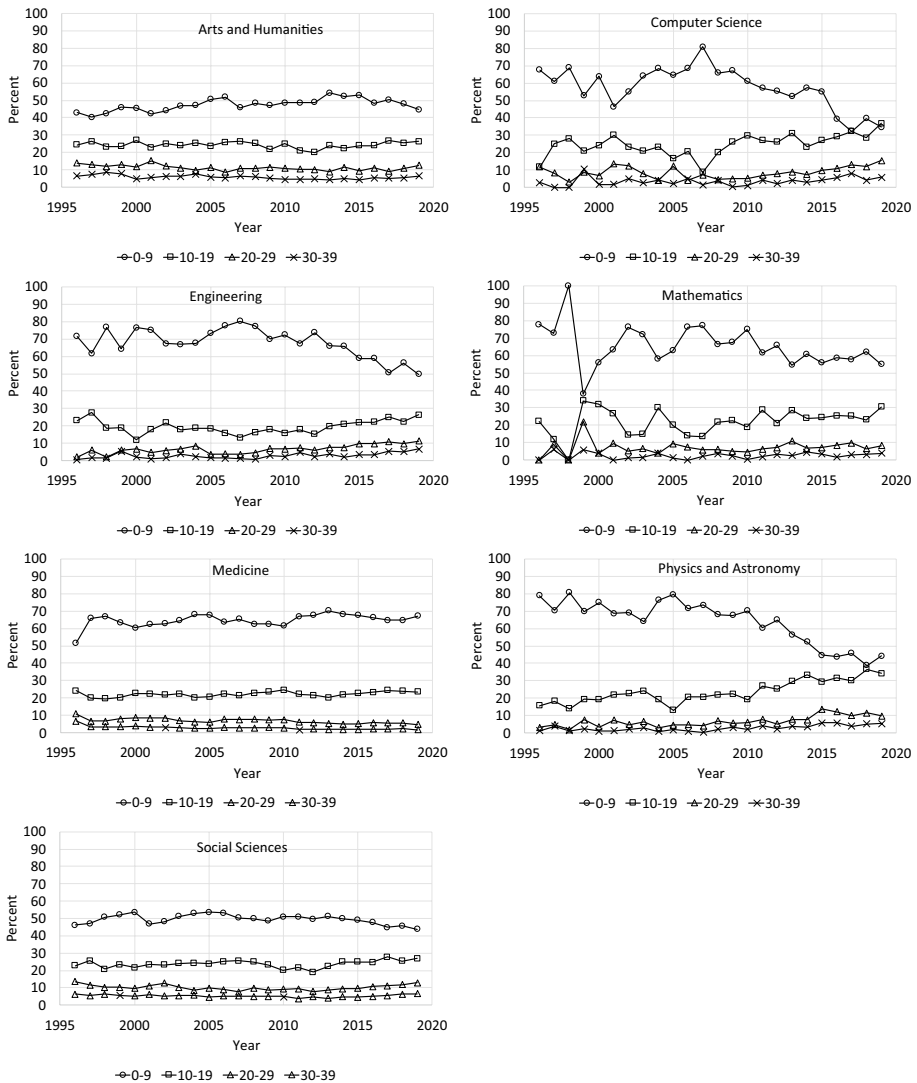 Arts and Humanities
100
90
80
70
60
50
40
30
20
10
0
Percent
1995 2000 2005 2010 2015 2020
Year
0-9 10-19 20-29 30-39
Computer Science
100
90
80
70
60
50
40
30
20
10
0
Percent
1995 2000 2005 2010 2015 2020
Year
0-9 10-19 20-29 30-39
Engineering
100
90
80
70
60
50
40
30
20
10
0
Percent
1995 2000 2005 2010 2015 2020
Year
0-9 10-19 20-29 30-39
Mathematics
100
90
80
70
60
50
40
30
20
10
0
Percent
1995 2000 2005 2010 2015 2020
Year
0-9 10-19 20-29 30-39
Medicine
100
90
80
70
60
50
40
30
20
10
0
Percent
1995 2000 2005 2010 2015 2020
Year
0-9 10-19 20-29 30-39
Physics and Astronomy
100
90
80
70
60
50
40
30
20
10
0
Percent
1995 2000 2005 2010 2015 2020
Year
0-9 10-19 20-29 30-39
Social Sciences
100
90
80
70
60
50
40
30
20
10
0
Percent
1995 2000 2005 2010 2015 2020
Year
0-9 10-19 20-29 30-39